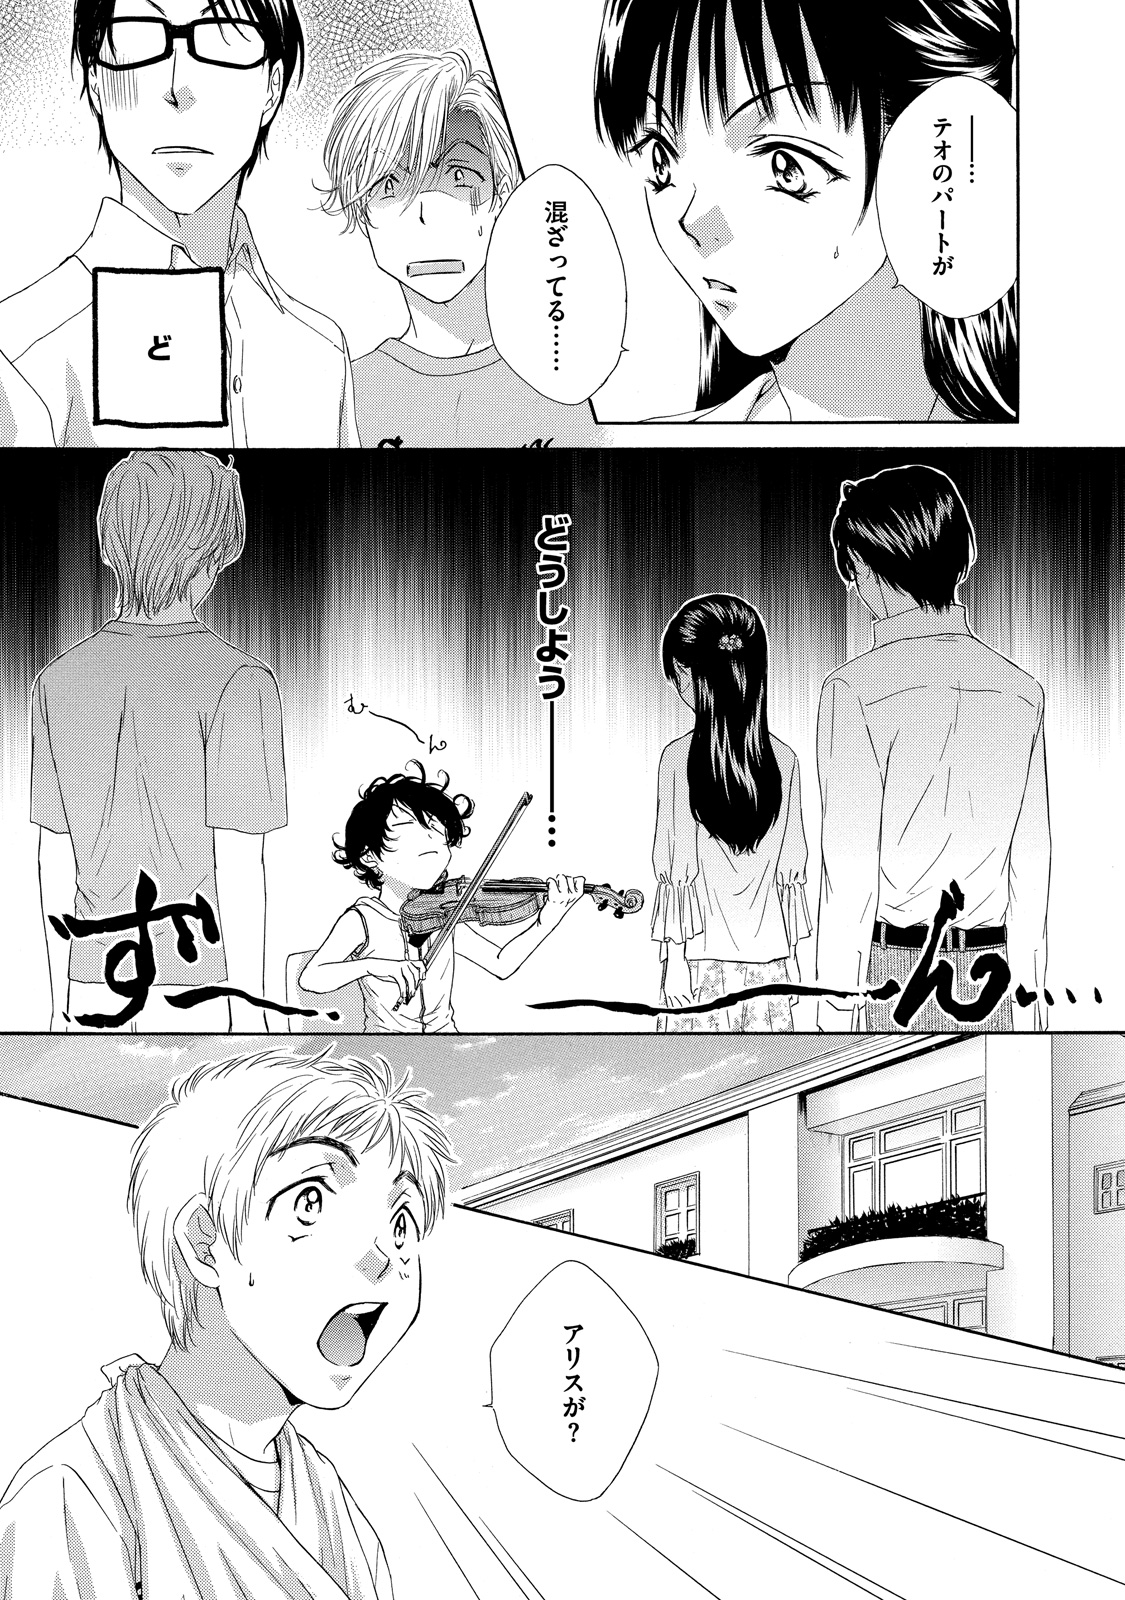 ───…
テオのパートが
混ざってる……
ど
どうしよう───…
む～ん
ず～───～ん‥‥
アリスが？